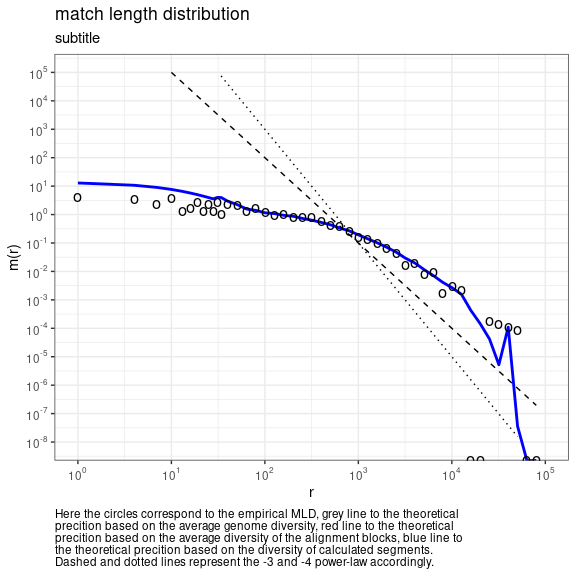 match length distribution
subtitle
10^5
10^4
10^3
10^2
10^1
10^0
10^-1
10^-2
10^-3
10^-4
10^-5
10^-6
10^-7
10^-8
m(r)
10^0
10^1
10^2
10^3
10^4
10^5
r
Here the circles correspond to the empirical MLD, grey line to the theoretical
precition based on the average genome diversity, red line to the theoretical
precition based on the average diversity of the alignment blocks, blue line to
the theoretical precition based on the diversity of calculated segments.
Dashed and dotted lines represent the -3 and -4 power-law accordingly.